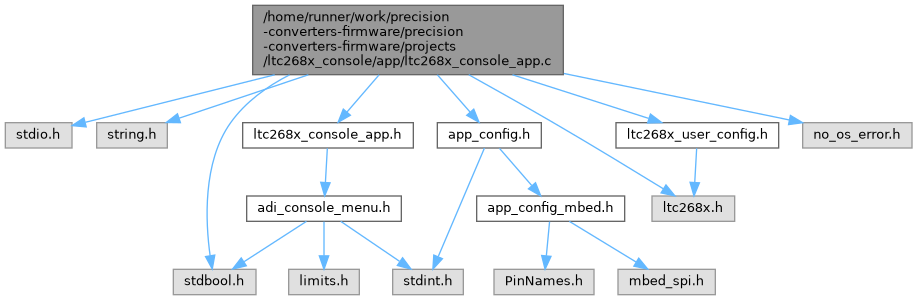 /home/runner/work/precision
-converters-firmware/precision
-converters-firmware/projects
/ltc268x_console/app/ltc268x_console_app.c
stdio.h
string.h
ltc268x_console_app.h
app_config.h
ltc268x_user_config.h
no_os_error.h
adi_console_menu.h
app_config_mbed.h
ltc268x.h
stdbool.h
limits.h
stdint.h
PinNames.h
mbed_spi.h